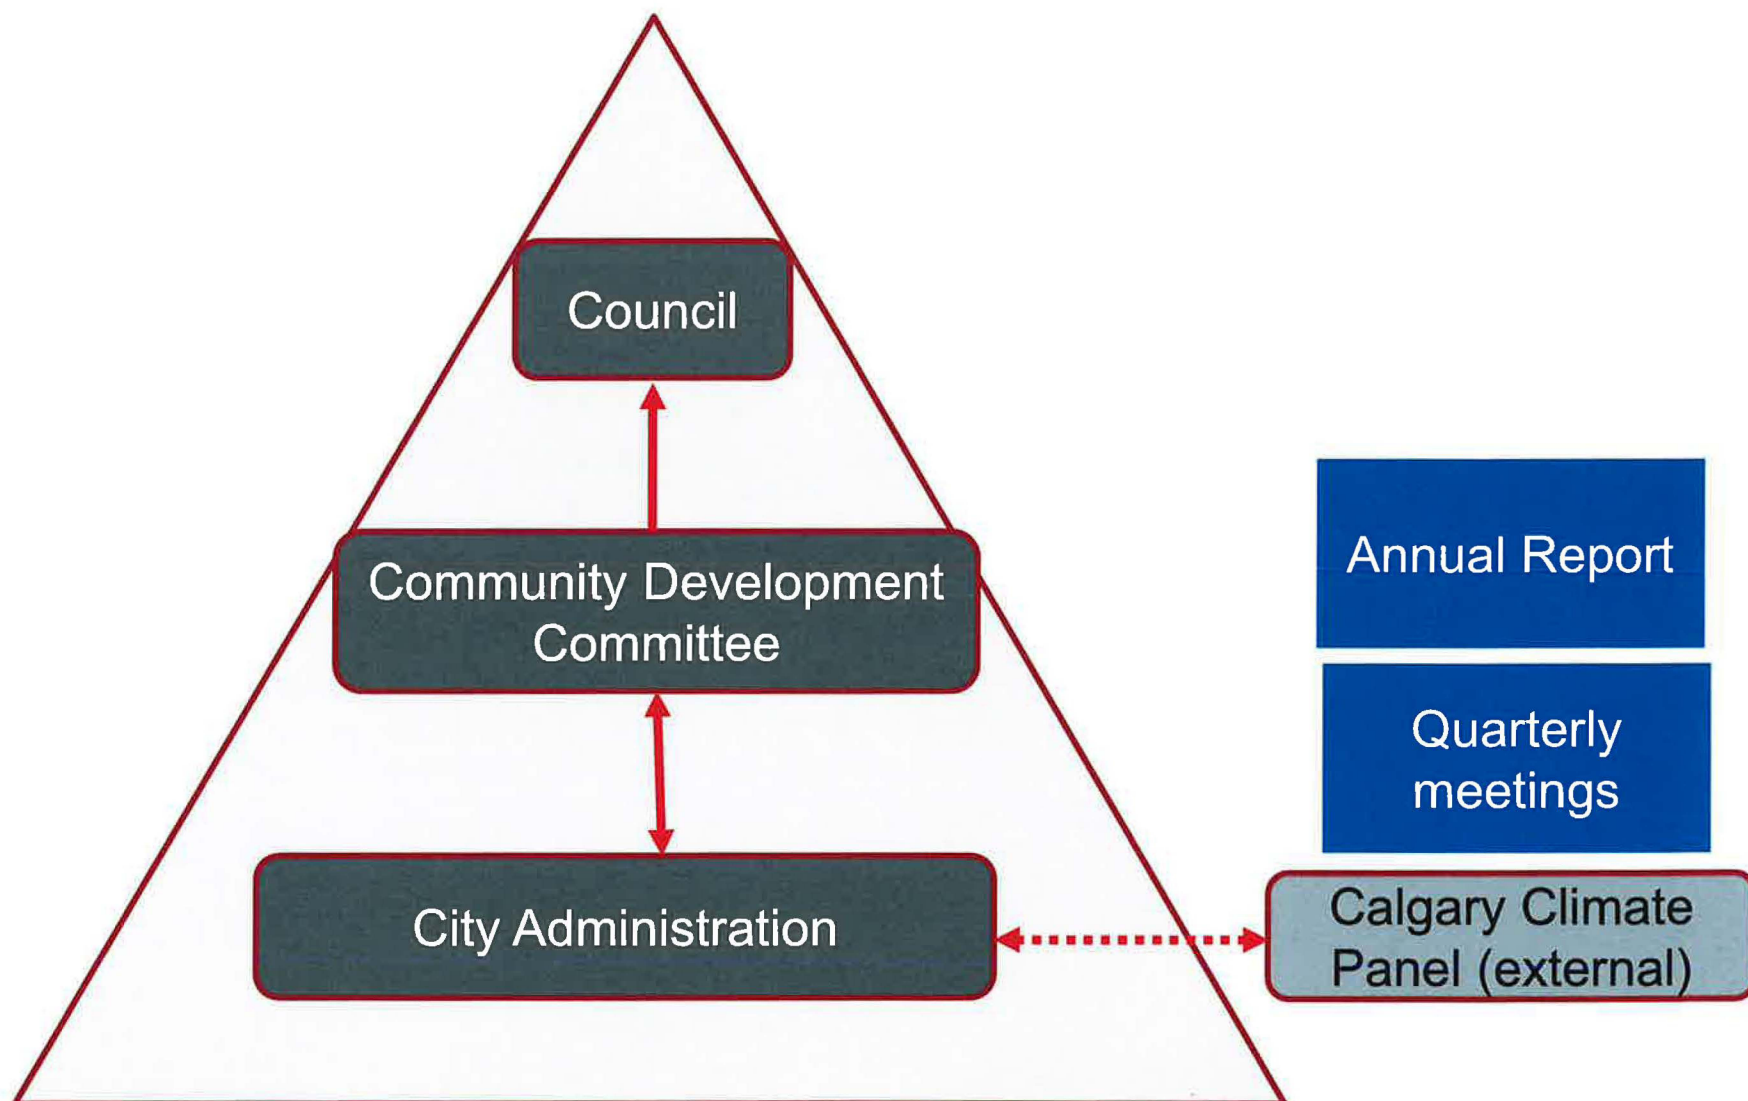 Council
Community Development
Committee
City Administration
Annual Report
Quarterly
meetings
Calgary Climate
Panel (external)